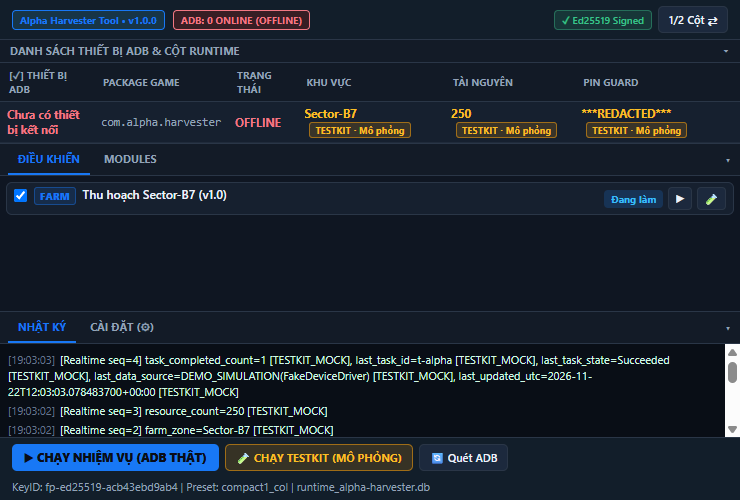 Alpha Harvester Tool • v1.0.0
ADB: 0 ONLINE (OFFLINE)
✓ Ed25519 Signed
1/2 Cột ⇄
DANH SÁCH THIẾT BỊ ADB & CỘT RUNTIME
[✓] THIẾT BỊ ADB
PACKAGE GAME
TRẠNG THÁI
KHU VỰC
TÀI NGUYÊN
PIN GUARD
Chưa có thiết bị kết nối
com.alpha.harvester
OFFLINE
Sector-B7
TESTKIT - Mô phỏng
250
TESTKIT - Mô phỏng
***REDACTED***
TESTKIT - Mô phỏng
ĐIỀU KHIỂN
MODULES
FARM
Thu hoạch Sector-B7 (v1.0)
Đang làm
NHẬT KÝ
CÀI ĐẶT (⚙)
[19:03:03] [Realtime seq=4] task_completed_count=1 [TESTKIT_MOCK], last_task_id=t-alpha [TESTKIT_MOCK], last_task_state=Succeeded
[TESTKIT_MOCK], last_data_source=DEMO_SIMULATION(FakeDeviceDriver) [TESTKIT_MOCK], last_updated_utc=2026-11-
22T12:03:03.078483700+00:00 [TESTKIT_MOCK]
[19:03:02] [Realtime seq=3] resource_count=250 [TESTKIT_MOCK]
[19:03:02] [Realtime seq=2] farm_zone=Sector-B7 [TESTKIT_MOCK]
▶ CHẠY NHIỆM VỤ (ADB THẬT)
CHẠY TESTKIT (MÔ PHỎNG)
Quét ADB
KeyID: fp-ed25519-acb43ebd9ab4 | Preset: compact1_col | runtime_alpha-harvester.db